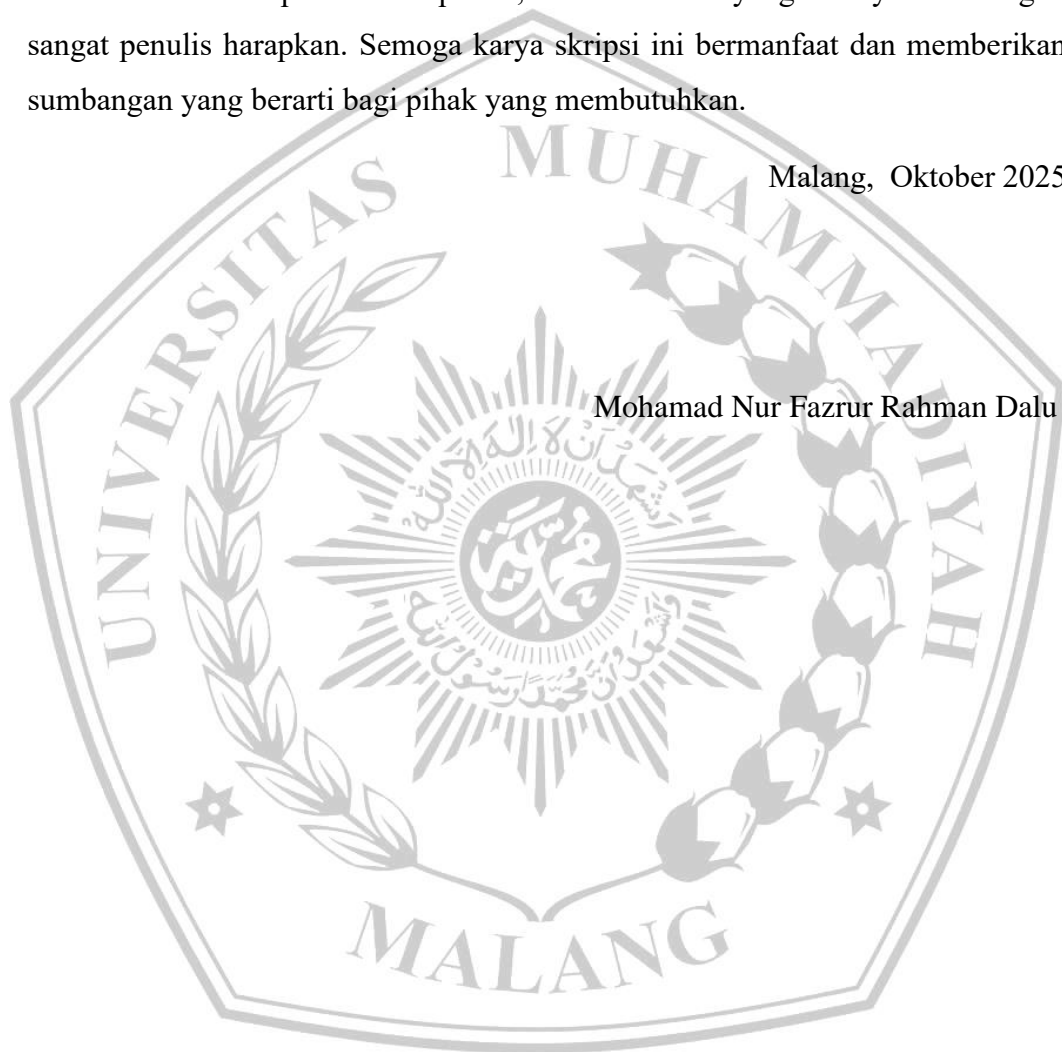 sangat penulis harapkan. Semoga karya skripsi ini bermanfaat dan memberikan
sumbangan yang berarti bagi pihak yang membutuhkan.
Malang, Oktober 2025
Mohamad Nur Fazrur Rahman Dalu
UNIVERSITAS MUHAMMADIYAH
MALANG